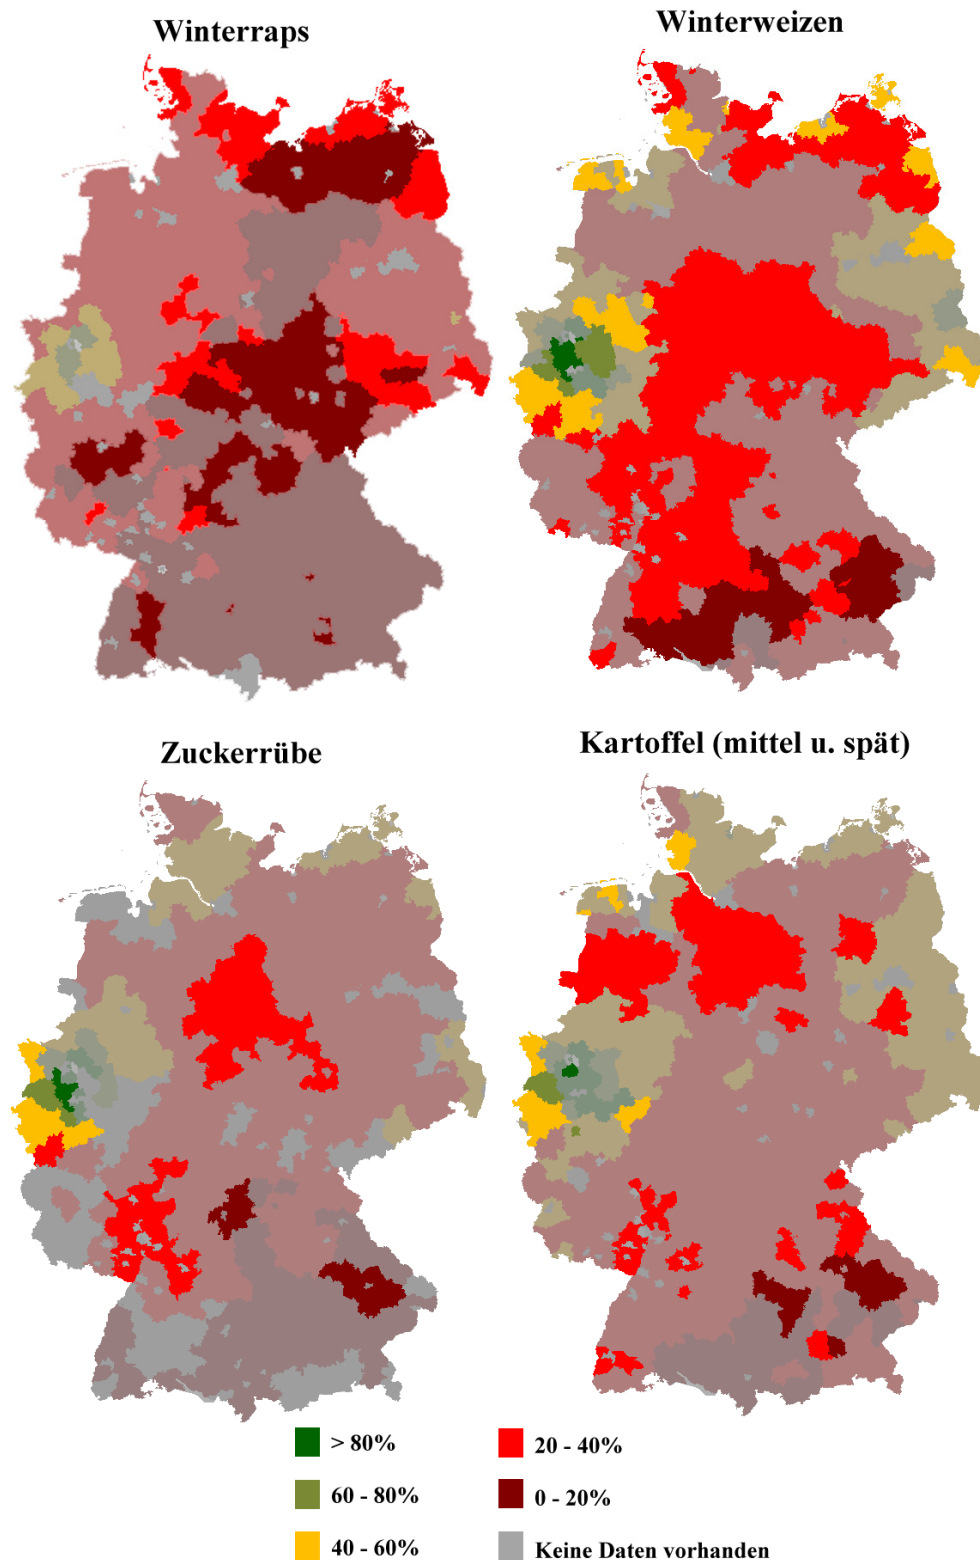 Winterraps
Winterweizen
Zuckerrübe
Kartoffel (mittel u. spät)
> 80%
20 - 40%
60 - 80%
0 - 20%
40 - 60%
Keine Daten vorhanden